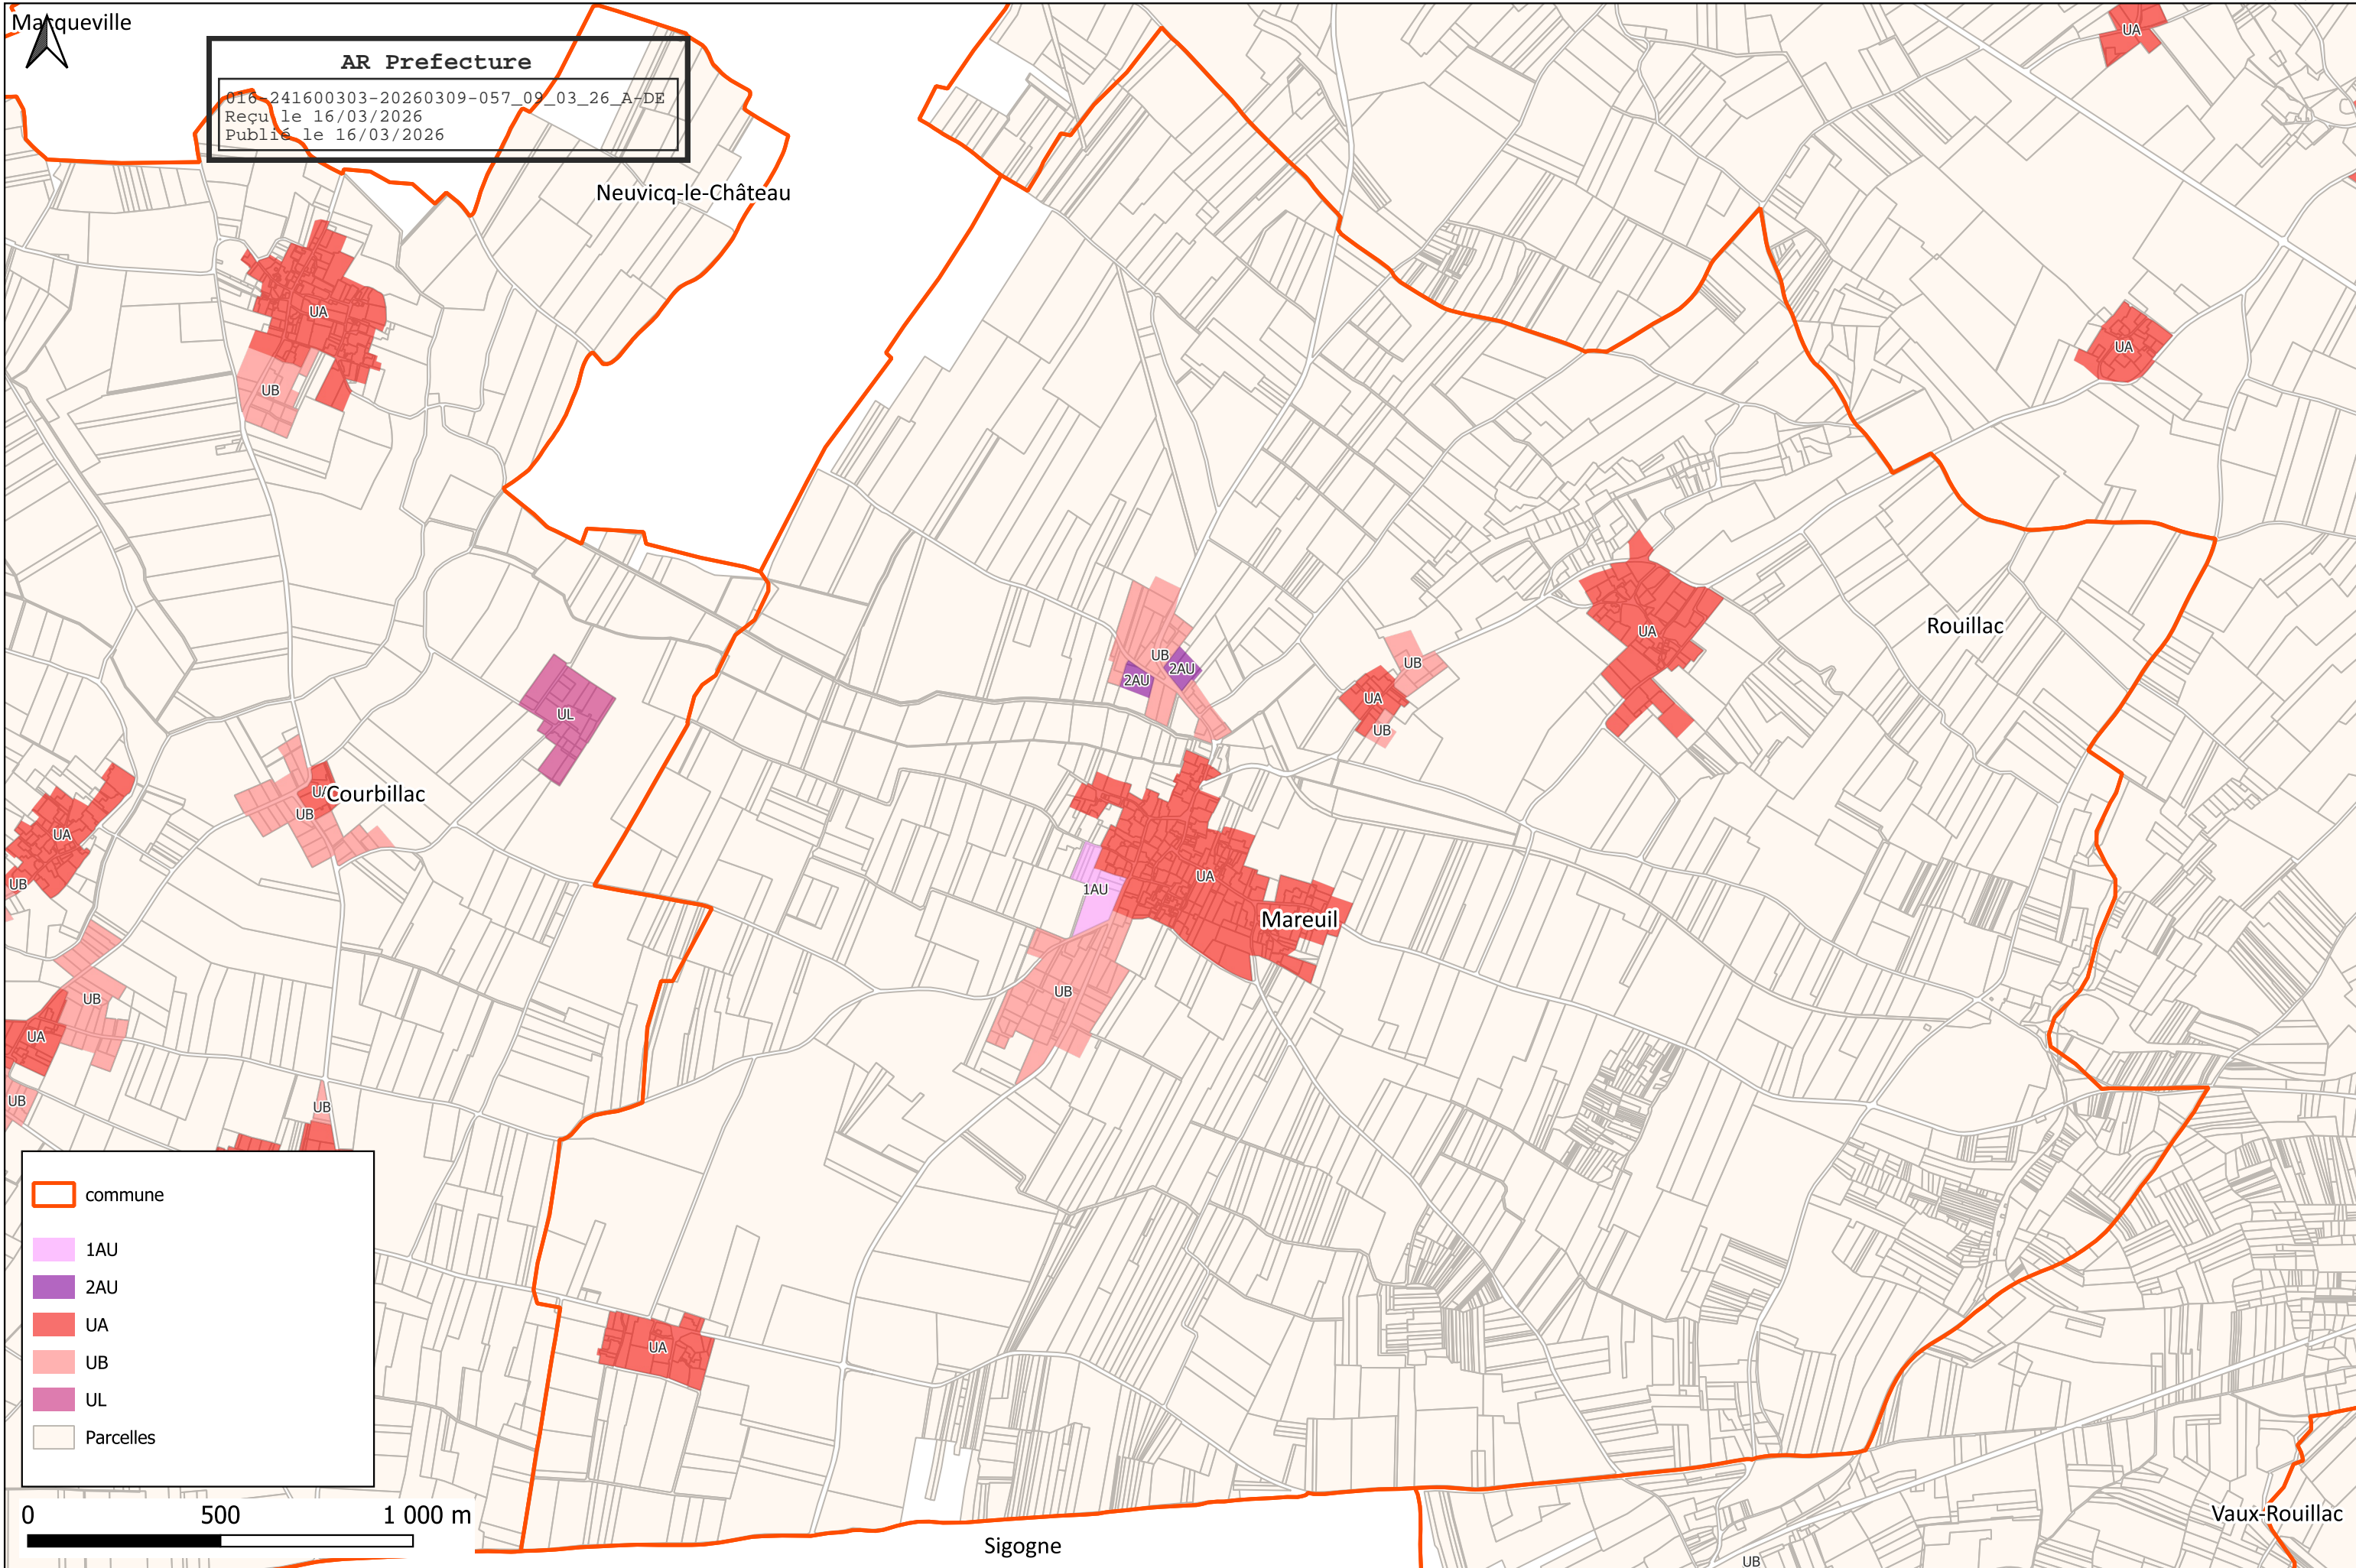 Macqueville
AR Prefecture
016-241600303-20260309-057_09_03_26_A-DE
Reçu le 16/03/2026
Publié le 16/03/2026
UA
Neuvicq-le-Château
UA
UA
UB
Rouillac
UA
UB
2AU
2AU
UB
UA
UB
UL
Courbillac
UB
UA
UB
UA
1AU
Mareuil
UB
UB
UA
UB
UB
UA
commune
1AU
2AU
UA
UB
UL
Parcelles
0 500 1 000 m
Sigogne
Vaux-Rouillac
UB